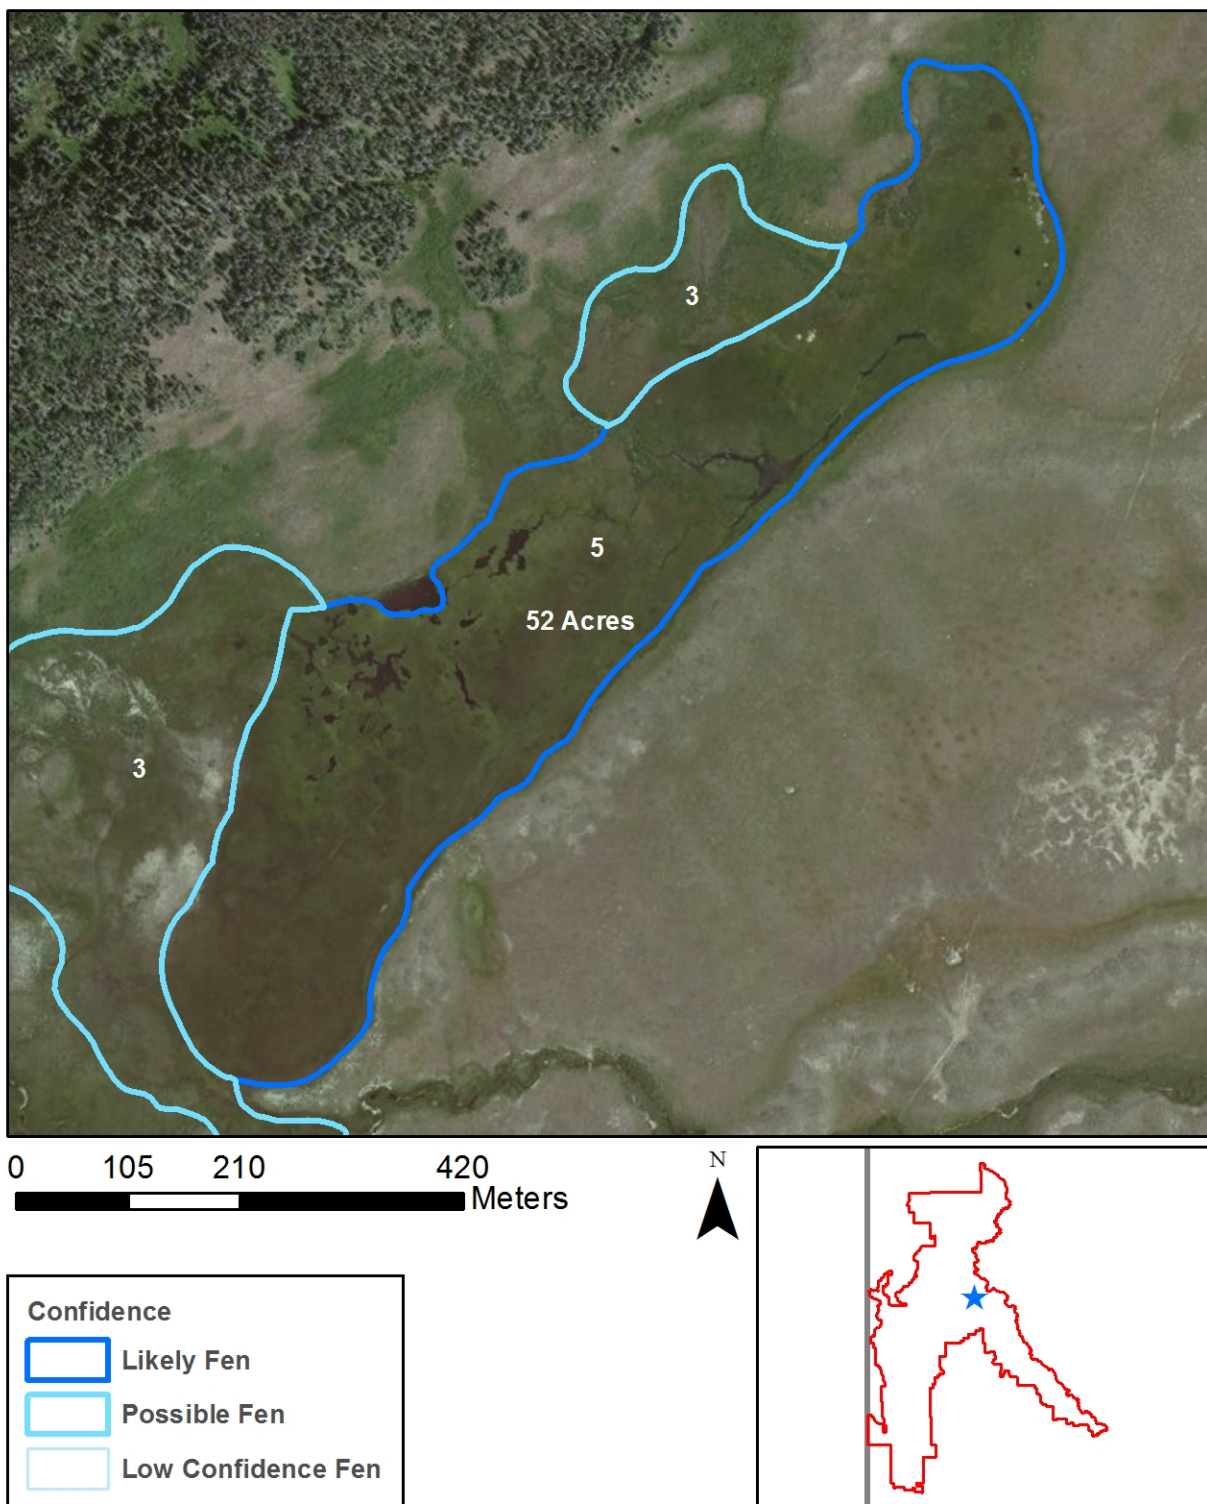 3
5
52 Acres
3
0 105 210 420
Meters
N
Confidence
Likely Fen
Possible Fen
Low Confidence Fen